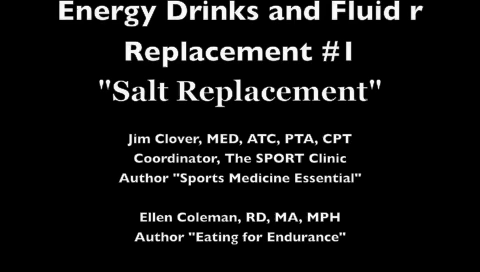 Energy Drinks and Fluid r
Replacement #1
"Salt Replacement"
Jim Clover, MED, ATC, PTA, CPT
Coordinator, The SPORT Clinic
Author "Sports Medicine Essential"
Ellen Coleman, RD, MA, MPH
Author "Eating for Endurance"